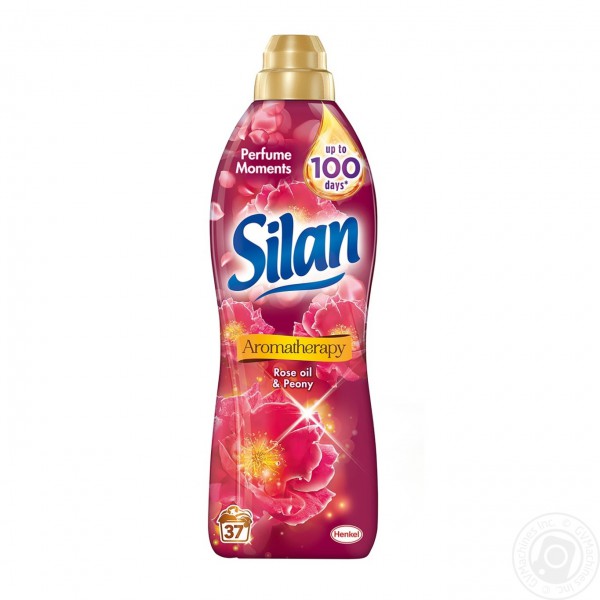 Perfume
Moments
up to
100
days*
Silan
Aromatherapy
Rose oil
& Peony
37
Henkel